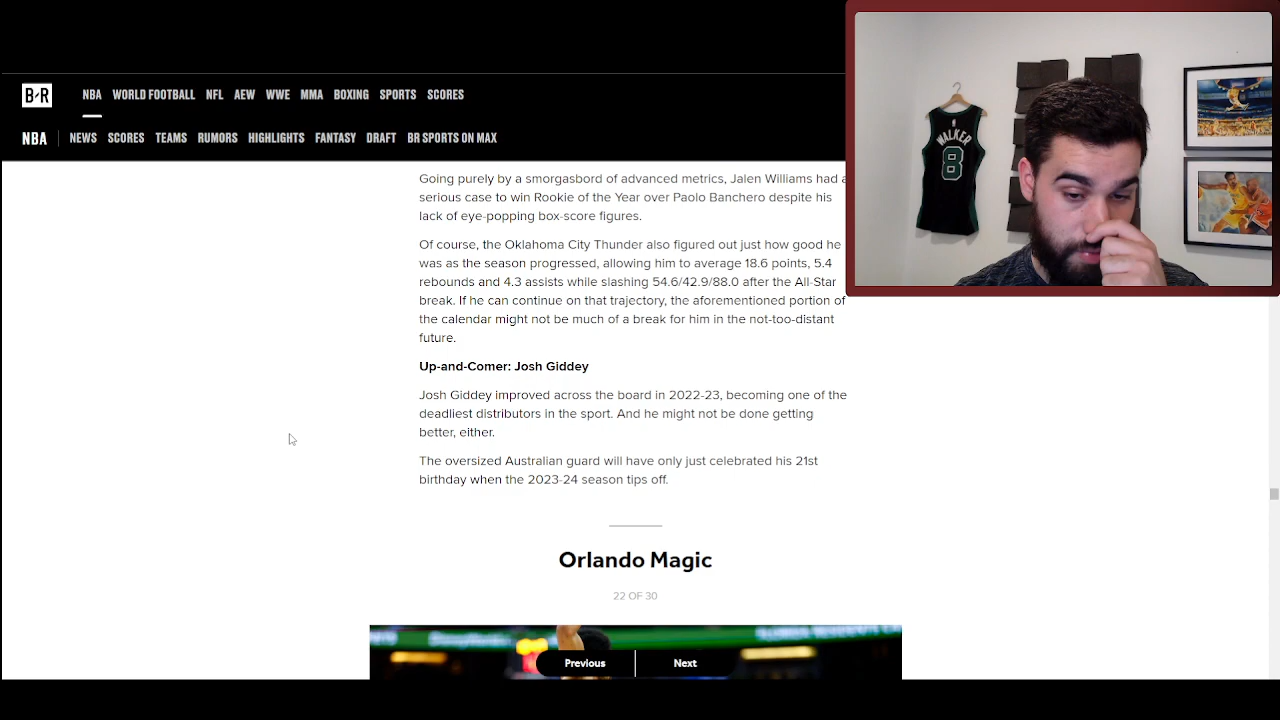 B/R
NBA WORLD FOOTBALL NFL AEW WWE MMA BOXING SPORTS SCORES
NBA NEWS SCORES TEAMS RUMORS HIGHLIGHTS FANTASY DRAFT BR SPORTS ON MAX
WALKER
8
Going purely by a smorgasbord of advanced metrics, Jalen Williams had a
serious case to win Rookie of the Year over Paolo Banchero despite his
lack of eye-popping box-score figures.
Of course, the Oklahoma City Thunder also figured out just how good he
was as the season progressed, allowing him to average 18.6 points, 5.4
rebounds and 4.3 assists while slashing 54.6/42.9/88.0 after the All-Star
break. If he can continue on that trajectory, the aforementioned portion of
the calendar might not be much of a break for him in the not-too-distant
future.
Up-and-Comer: Josh Giddey
Josh Giddey improved across the board in 2022-23, becoming one of the
deadliest distributors in the sport. And he might not be done getting
better, either.
The oversized Australian guard will have only just celebrated his 21st
birthday when the 2023-24 season tips off.
Orlando Magic
22 OF 30
Previous Next